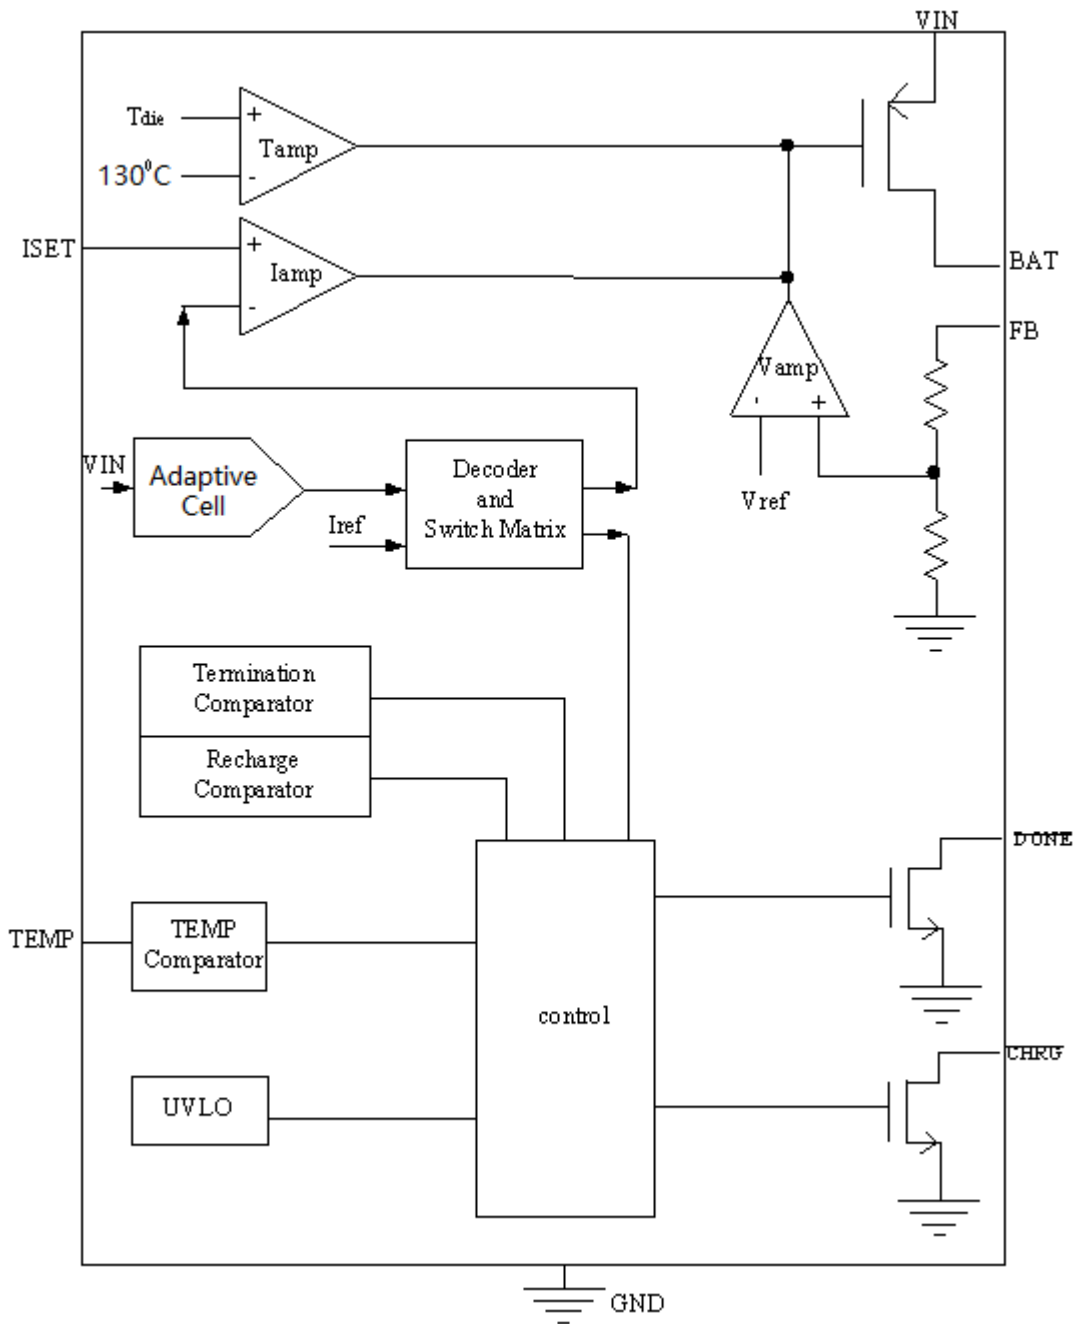 VIN
Tdie
+
Tamp
130⁰C
-
ISET
+
Iamp
-
BAT
FB
Vamp
- +
VIN
Adaptive
Cell
Decoder
and
Switch Matrix
Iref
Vref
Termination
Comparator
Recharge
Comparator
DONE
TEMP
TEMP
Comparator
control
CHRG
UVLO
GND